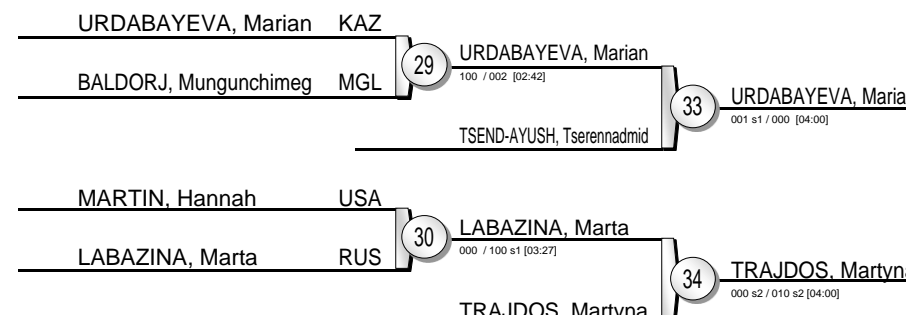 URDABAYEVA, Marian KAZ
29
URDABAYEVA, Marian
100 / 002 [02:42]
BALDORJ, Mungunchimeg MGL
33
URDABAYEVA, Maria
001 s1 / 000 [04:00]
TSEND-AYUSH, Tserennadmid
MARTIN, Hannah USA
30
LABAZINA, Marta
000 / 100 s1 [03:27]
LABAZINA, Marta RUS
34
TRAJDOS, Martyna
000 s2 / 010 s2 [04:00]
TRAJDOS, Martyna